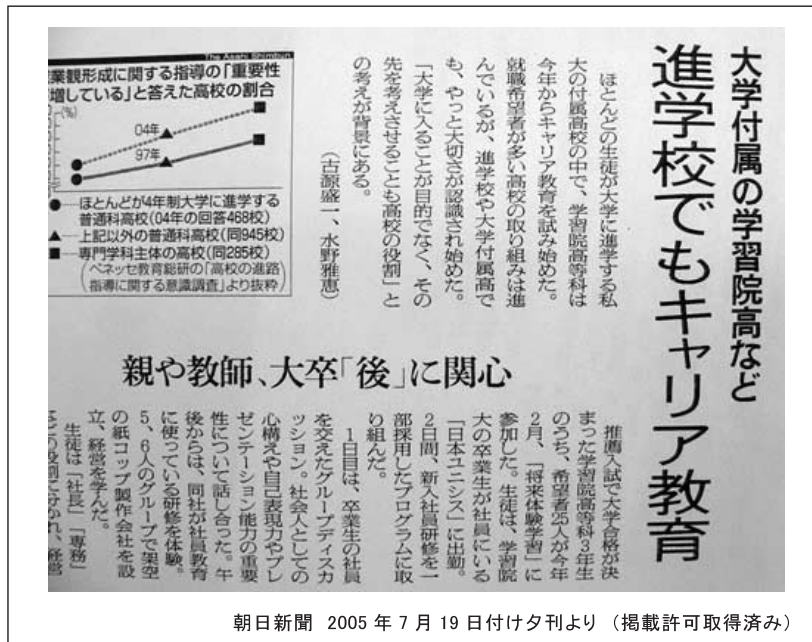 大学付属の学習院高など
進学校でもキャリア教育
ほとんどの生徒が大学に進学する私
大の付属高校の中で、学習院高等科は
今年からキャリア教育を試み始めた。
就職希望者が多い高校の取り組みは進
んでいるが、進学校や大学付属高で
も、やっと大切さが認識され始めた。
「大学に入ることが目的でなく、その
先を考えさせることも高校の役割」と
の考えが背景にある。
(古源盛一、水野雅恵)
The Asahi Shimbun
業観形成に関する指導の「重要性
増している」と答えた高校の割合
(%)
04年
97年
●─ほとんどが4年制大学に進学する
普通科高校(04年の回答468校)
▲─上記以外の普通科高校(同945校)
■─専門学科主体の高校(同285校)
(ベネッセ教育総研の「高校の進路
指導に関する意識調査」より抜粋)
親や教師、大卒「後」に関心
推薦入試で大学合格が決
まった学習院高等科3年生
のうち、希望者25人が今年
2月、「将来体験学習」に
参加した。生徒は、学習院
大の卒業生が社員にいる
「日本ユニシス」に出勤。
2日間、新入社員研修を一
部採用したプログラムに取
り組んだ。
1日目は、卒業生の社員
を交えたグループディスカ
ッション。社会人としての
心構えや自己表現力やプレ
ゼンテーション能力の重要
性について話し合った。午
後からは、同社が社員教育
に使っている研修を体験。
5、6人のグループで架空
の紙コップ製作会社を設
立、経営を学んだ。
生徒は「社長」「専務」
朝日新聞 2005年7月19日付け夕刊より (掲載許可取得済み)